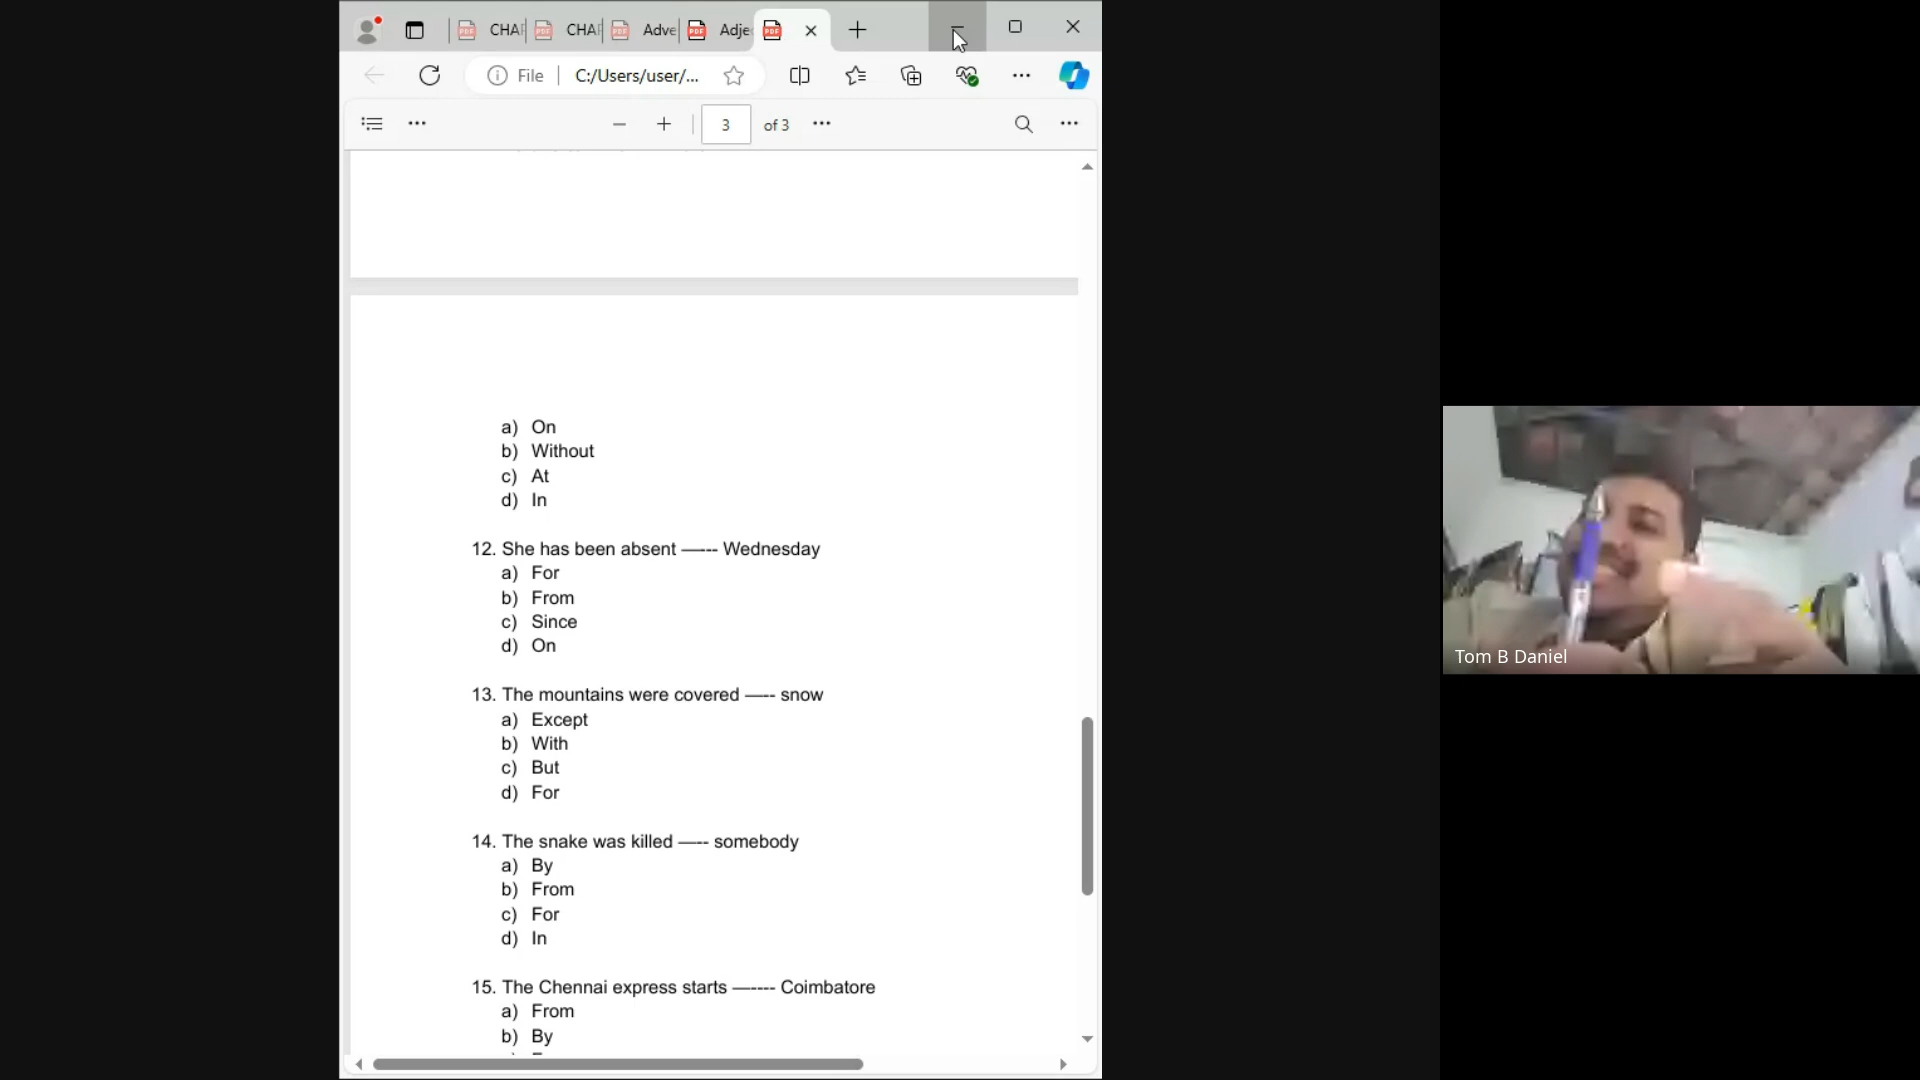 CHA
CHA
Adve
Adje
File
C:/Users/user/...
3 of 3
a) On
b) Without
c) At
d) In
12. She has been absent —--- Wednesday
a) For
b) From
c) Since
d) On
13. The mountains were covered —-- snow
a) Except
b) With
c) But
d) For
14. The snake was killed —-- somebody
a) By
b) From
c) For
d) In
15. The Chennai express starts —---- Coimbatore
a) From
b) By
Tom B Daniel